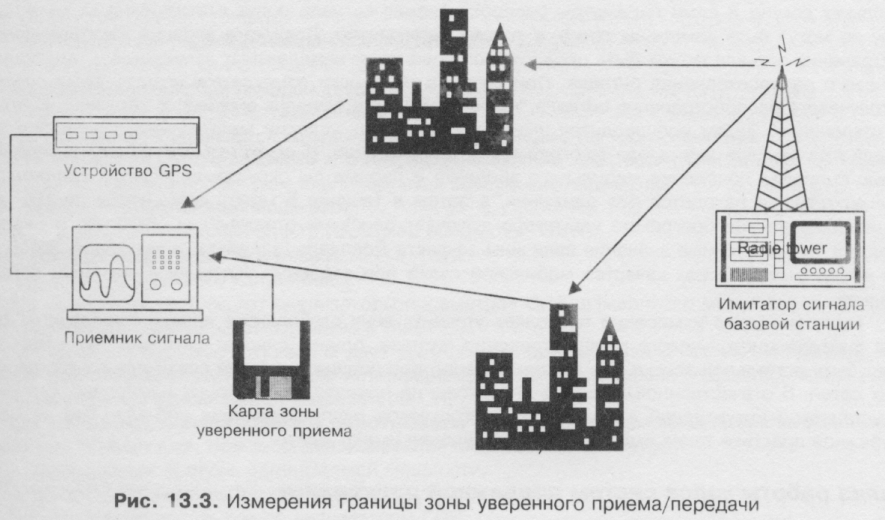 Устройство GPS
Radio tower
Имитатор сигнала
базовой станции
Приемник сигнала
Карта зоны
уверенного приема
Рис. 13.3. Измерения границы зоны уверенного приема/передачи